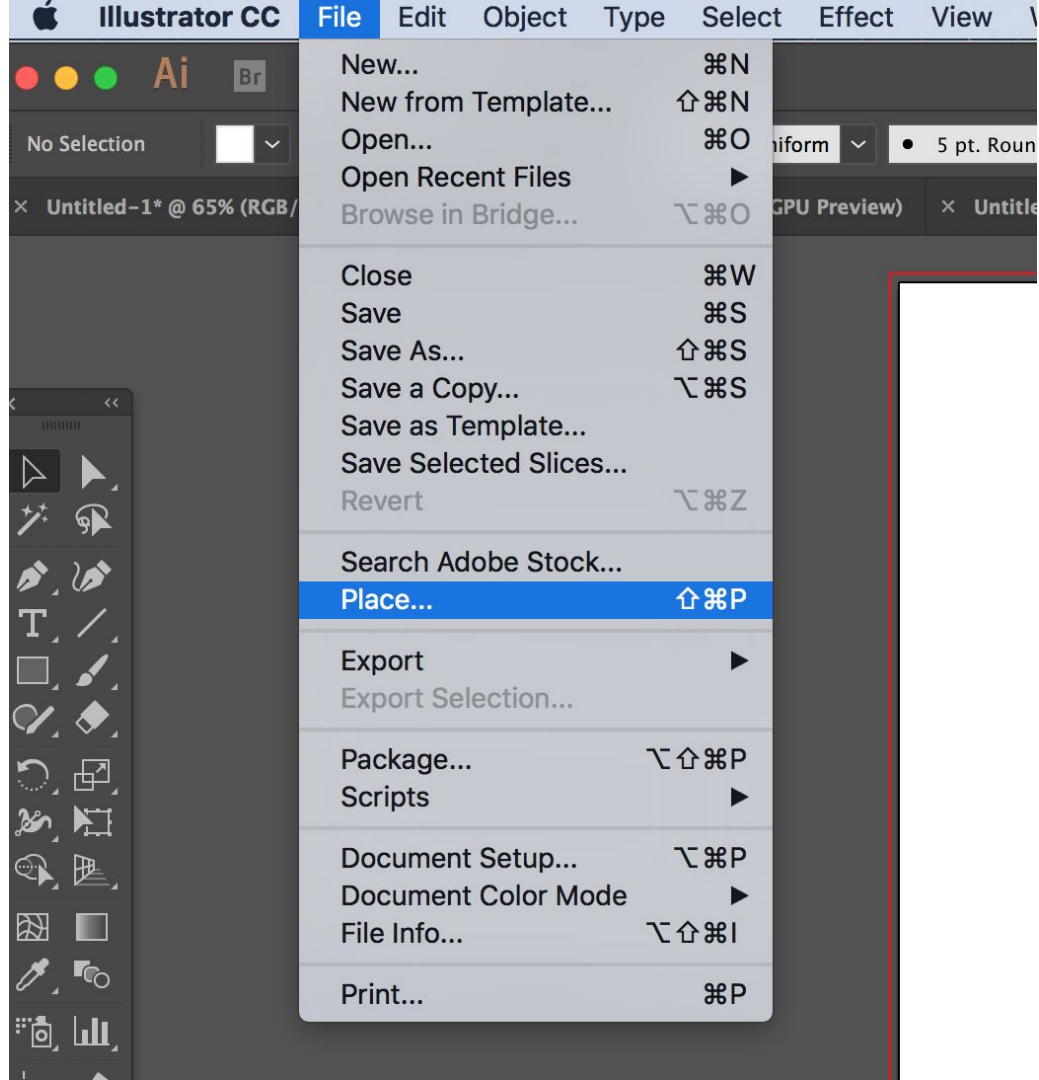 Illustrator CC File Edit Object Type Select Effect View
Ai Br
No Selection
5 pt. Roun
Untitled-1* @ 65% (RGB/
GPU Preview)
New... ⌘N
New from Template... ⇧⌘N
Open... ⌘O
Open Recent Files ▶
Browse in Bridge... ⌥⌘O
Close ⌘W
Save ⌘S
Save As... ⇧⌘S
Save a Copy... ⌥⌘S
Save as Template...
Save Selected Slices...
Revert ⌥⌘Z
Search Adobe Stock...
Place... ⇧⌘P
Export ▶
Export Selection...
Package... ⌥⇧⌘P
Scripts ▶
Document Setup... ⌥⌘P
Document Color Mode ▶
File Info... ⌥⇧⌘I
Print... ⌘P